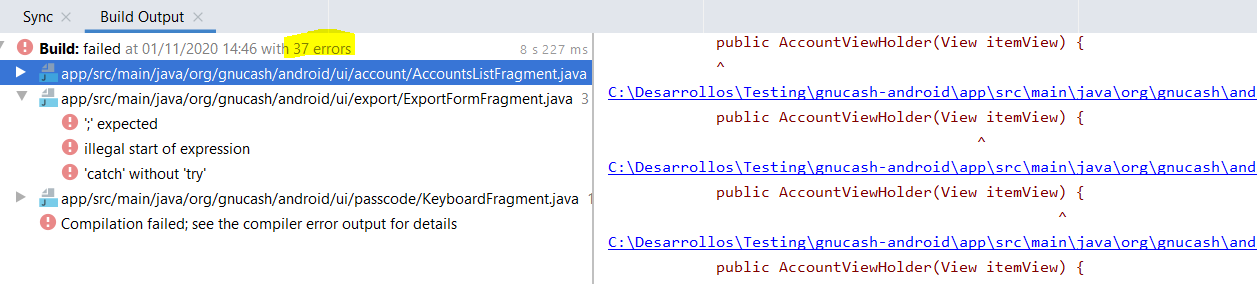 Sync
Build Output
Build: failed at 01/11/2020 14:46 with 37 errors
8 s 227 ms
app/src/main/java/org/gnucash/android/ui/account/AccountsListFragment.java
app/src/main/java/org/gnucash/android/ui/export/ExportFormFragment.java 3
';' expected
illegal start of expression
'catch' without 'try'
app/src/main/java/org/gnucash/android/ui/passcode/KeyboardFragment.java 1
Compilation failed; see the compiler error output for details
public AccountViewHolder(View itemView) {
^
C:\Desarrollos\Testing\gnucash-android\app\src\main\java\org\gnucash\and
public AccountViewHolder(View itemView) {
^
C:\Desarrollos\Testing\gnucash-android\app\src\main\java\org\gnucash\and
public AccountViewHolder(View itemView) {
^
C:\Desarrollos\Testing\gnucash-android\app\src\main\java\org\gnucash\and
public AccountViewHolder(View itemView) {